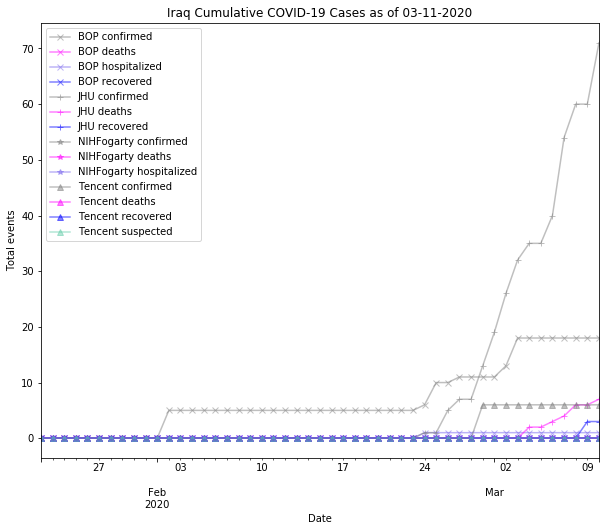 Iraq Cumulative COVID-19 Cases as of 03-11-2020
BOP confirmed
BOP deaths
BOP hospitalized
BOP recovered
JHU confirmed
JHU deaths
JHU recovered
NIHFogarty confirmed
NIHFogarty deaths
NIHFogarty hospitalized
Tencent confirmed
Tencent deaths
Tencent recovered
Tencent suspected
Total events
70
60
50
40
30
20
10
0
27 03 10 17 24 02 09
Feb Mar
2020
Date